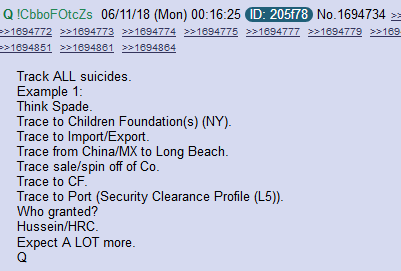 Q !CbboFOtcZs 06/11/18 (Mon) 00:16:25 ID: 205f78 No.1694734 >>
>>1694772 >>1694773 >>1694774 >>1694775 >>1694777 >>1694779 >>169
>>1694851 >>1694861 >>1694864
Track ALL suicides.
Example 1:
Think Spade.
Trace to Children Foundation(s) (NY).
Trace to Import/Export.
Trace from China/MX to Long Beach.
Trace sale/spin off of Co.
Trace to CF.
Trace to Port (Security Clearance Profile (L5)).
Who granted?
Hussein/HRC.
Expect A LOT more.
Q